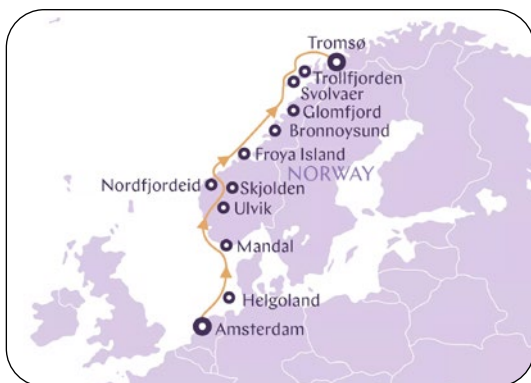 Tromsø
Trollfjorden
Svolvaer
Glomfjord
Bronnoysund
Froya Island
NORWAY
Nordfjordeid
Skjolden
Ulvik
Mandal
Helgoland
Amsterdam